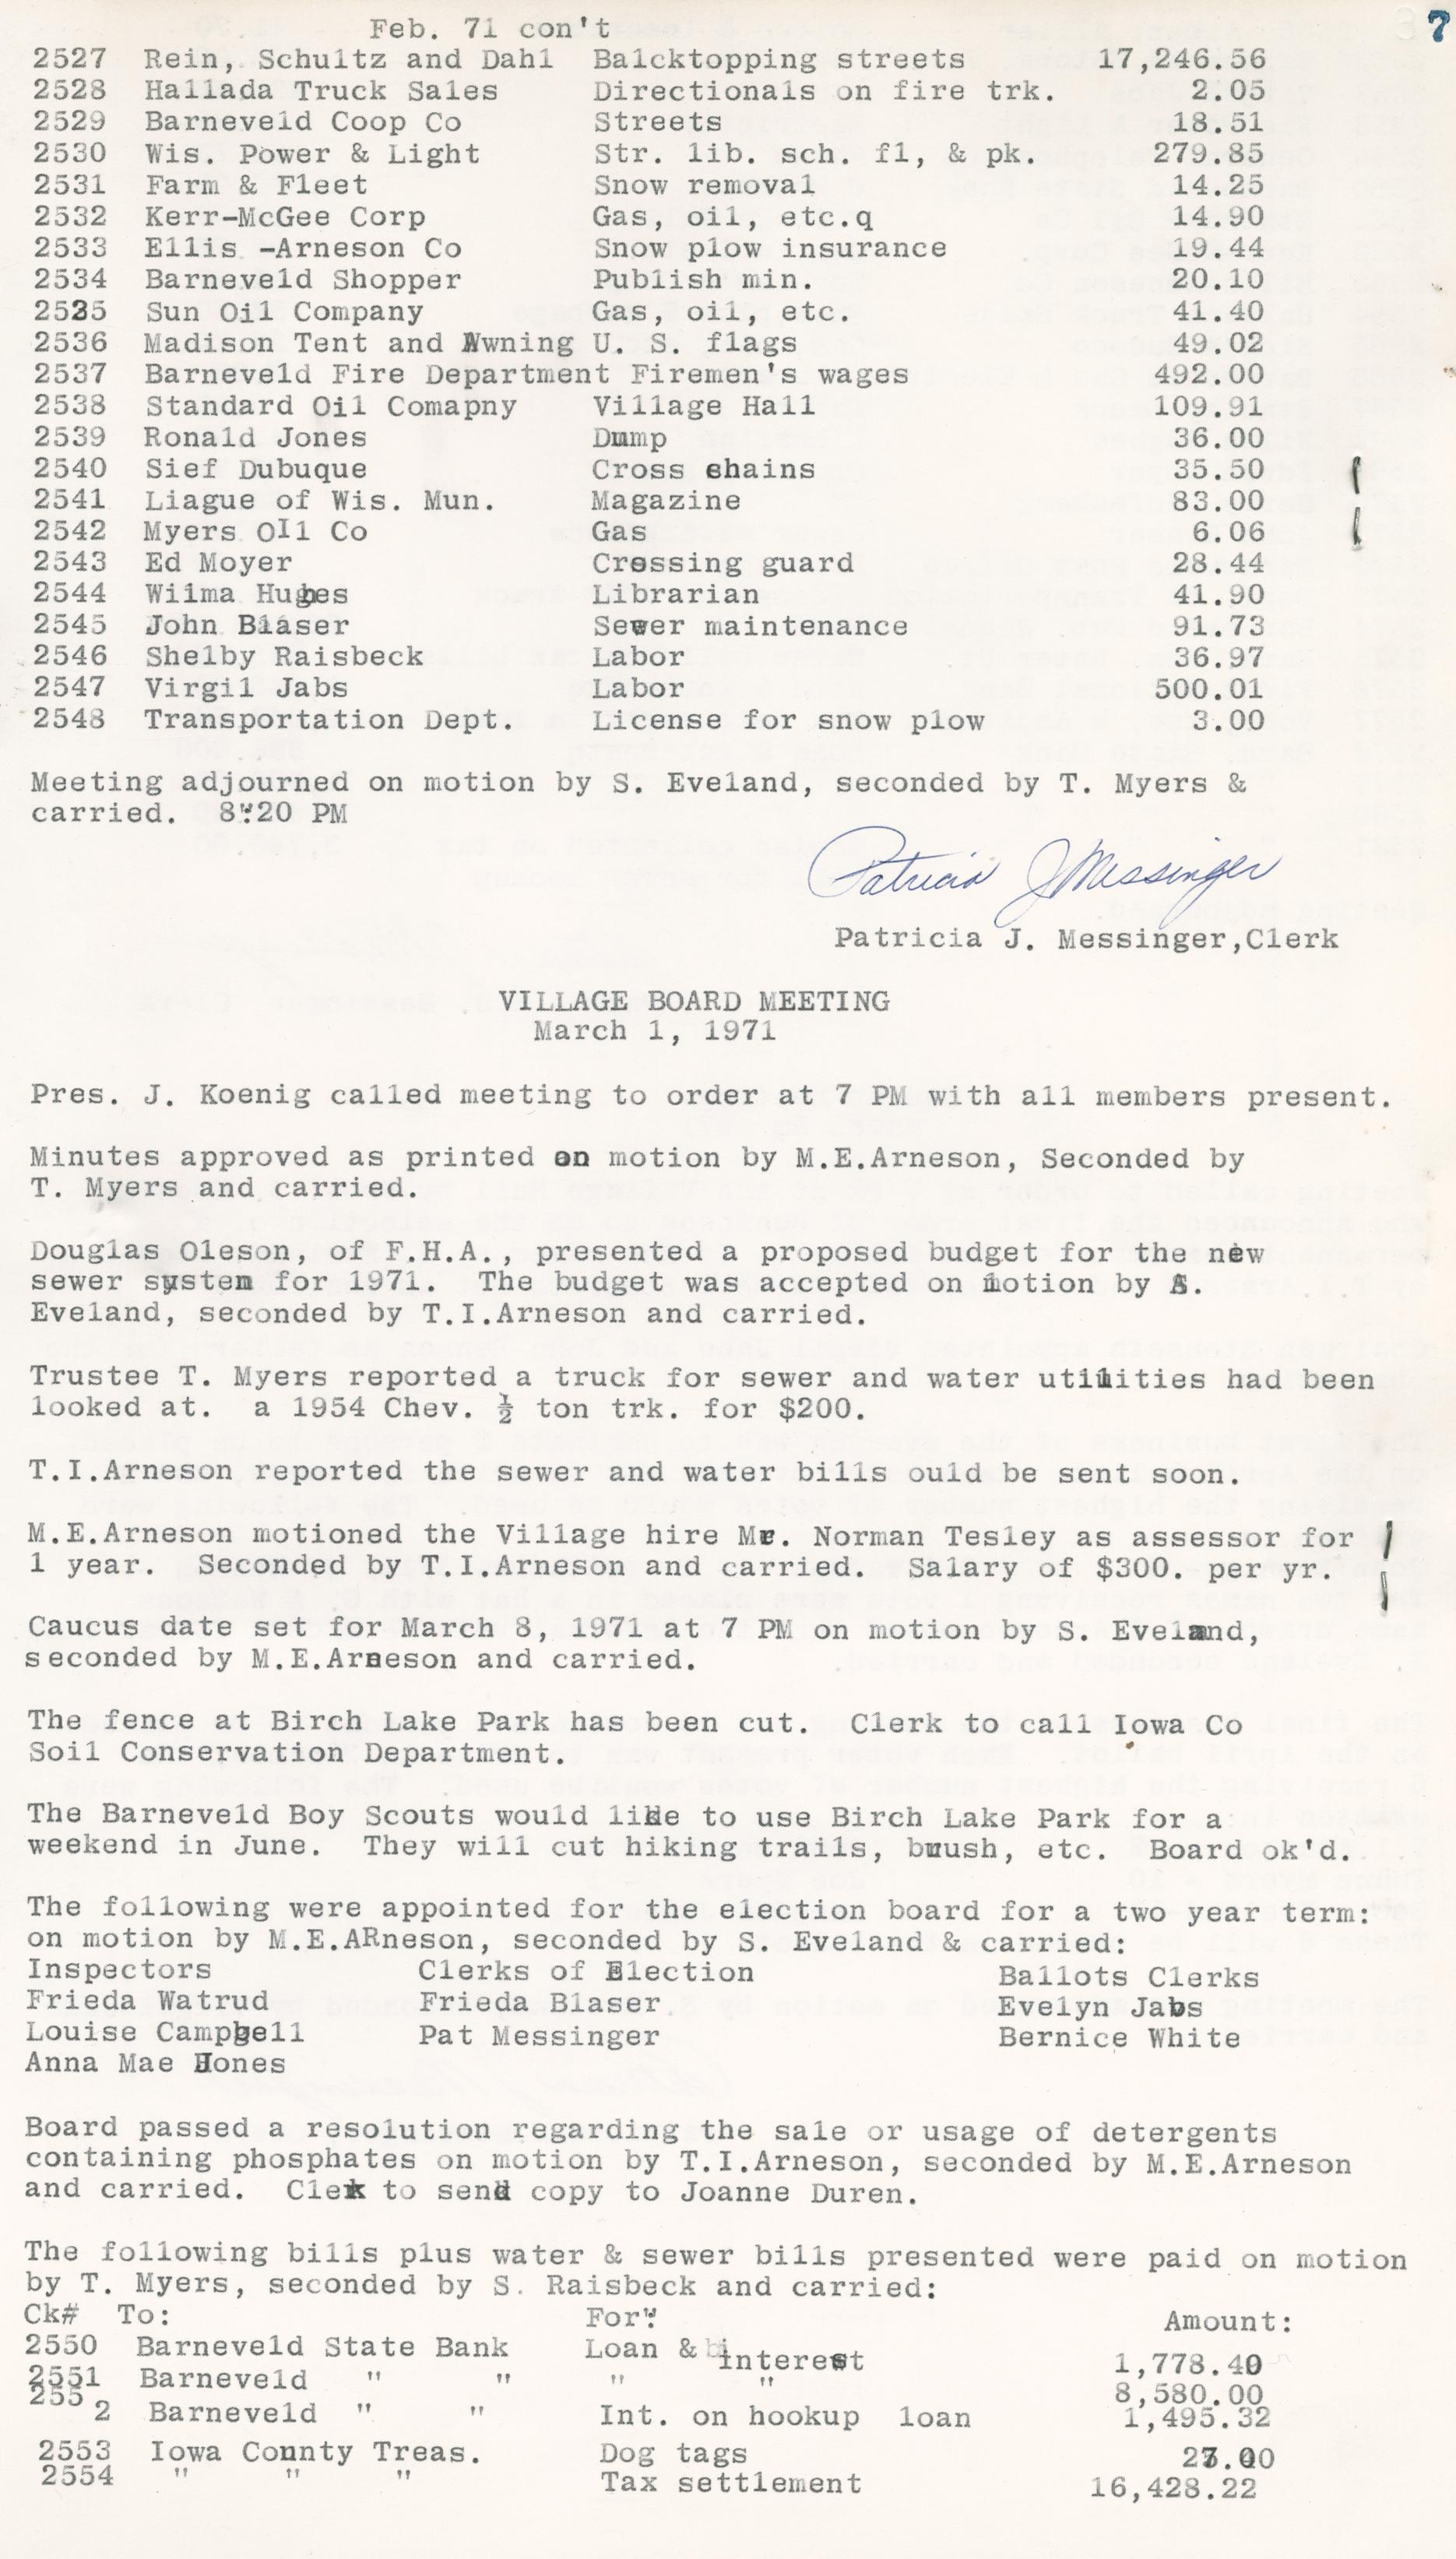 7
Feb. 71 con't
2527 Rein, Schultz and Dahl Balcktopping streets 17,246.56
2528 Hallada Truck Sales Directionals on fire trk. 2.05
2529 Barneveld Coop Co Streets 18.51
2530 Wis. Power & Light Str. lib. sch. fl, & pk. 279.85
2531 Farm & Fleet Snow removal 14.25
2532 Kerr-McGee Corp Gas, oil, etc.q 14.90
2533 Ellis -Arneson Co Snow plow insurance 19.44
2534 Barneveld Shopper Publish min. 20.10
2535 Sun Oil Company Gas, oil, etc. 41.40
2536 Madison Tent and Awning U. S. flags 49.02
2537 Barneveld Fire Department Firemen's wages 492.00
2538 Standard Oil Comapny Village Hall 109.91
2539 Ronald Jones Dump 36.00
2540 Sief Dubuque Cross chains 35.50
2541 Liague of Wis. Mun. Magazine 83.00
2542 Myers OIl Co Gas 6.06
2543 Ed Moyer Crossing guard 28.44
2544 Wilma Hughes Librarian 41.90
2545 John Blaser Sewer maintenance 91.73
2546 Shelby Raisbeck Labor 36.97
2547 Virgil Jabs Labor 500.01
2548 Transportation Dept. License for snow plow 3.00
Meeting adjourned on motion by S. Eveland, seconded by T. Myers &
carried. 8:20 PM
Patricia J Messinger
Patricia J. Messinger,Clerk
VILLAGE BOARD MEETING
March 1, 1971
Pres. J. Koenig called meeting to order at 7 PM with all members present.
Minutes approved as printed on motion by M.E.Arneson, Seconded by
T. Myers and carried.
Douglas Oleson, of F.H.A., presented a proposed budget for the new
sewer system for 1971. The budget was accepted on motion by S.
Eveland, seconded by T.I.Arneson and carried.
Trustee T. Myers reported a truck for sewer and water utilities had been
looked at. a 1954 Chev. ½ ton trk. for $200.
T.I.Arneson reported the sewer and water bills ould be sent soon.
M.E.Arneson motioned the Village hire Mr. Norman Tesley as assessor for
1 year. Seconded by T.I.Arneson and carried. Salary of $300. per yr.
Caucus date set for March 8, 1971 at 7 PM on motion by S. Eveland,
seconded by M.E.Arneson and carried.
The fence at Birch Lake Park has been cut. Clerk to call Iowa Co
Soil Conservation Department.
The Barneveld Boy Scouts would like to use Birch Lake Park for a
weekend in June. They will cut hiking trails, brush, etc. Board ok'd.
The following were appointed for the election board for a two year term:
on motion by M.E.ARneson, seconded by S. Eveland & carried:
Inspectors Clerks of Election Ballots Clerks
Frieda Watrud Frieda Blaser Evelyn Jabs
Louise Campbell Pat Messinger Bernice White
Anna Mae Jones
Board passed a resolution regarding the sale or usage of detergents
containing phosphates on motion by T.I.Arneson, seconded by M.E.Arneson
and carried. Clerk to send copy to Joanne Duren.
The following bills plus water & sewer bills presented were paid on motion
by T. Myers, seconded by S. Raisbeck and carried:
Ck# To: For: Amount:
2550 Barneveld State Bank Loan & interest 1,778.40
2551 Barneveld " " " " 8,580.00
2552 Barneveld " " Int. on hookup loan 1,495.32
2553 Iowa County Treas. Dog tags
2554 " " " Tax settlement 16,428.22